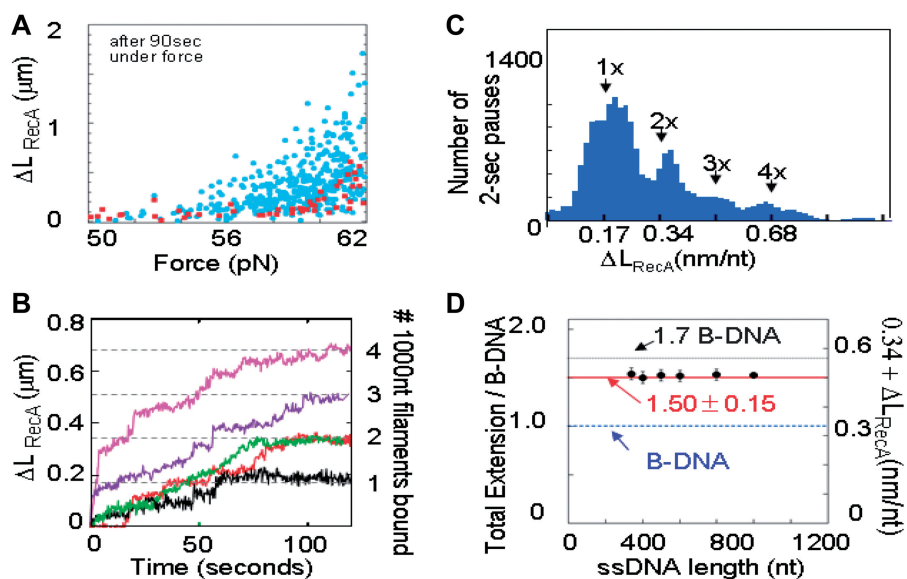 A
after 90sec
under force
2
1
0
ΔL RecA (μm)
50
56
62
Force (pN)
B
0.8
0.6
0.4
0.2
0
ΔL RecA (μm)
4
3
2
1
# 1000nt filaments bound
0
50
100
Time (seconds)
C
1400
0
Number of
2-sec pauses
1x
2x
3x
4x
0.17
0.34
0.68
ΔL RecA (nm/nt)
D
2.0
1.0
0.0
Total Extension / B-DNA
1.7 B-DNA
1.50 ± 0.15
B-DNA
0.6
0.3
0
0.34 + ΔL RecA (nm/nt)
0
400
800
1200
ssDNA length (nt)